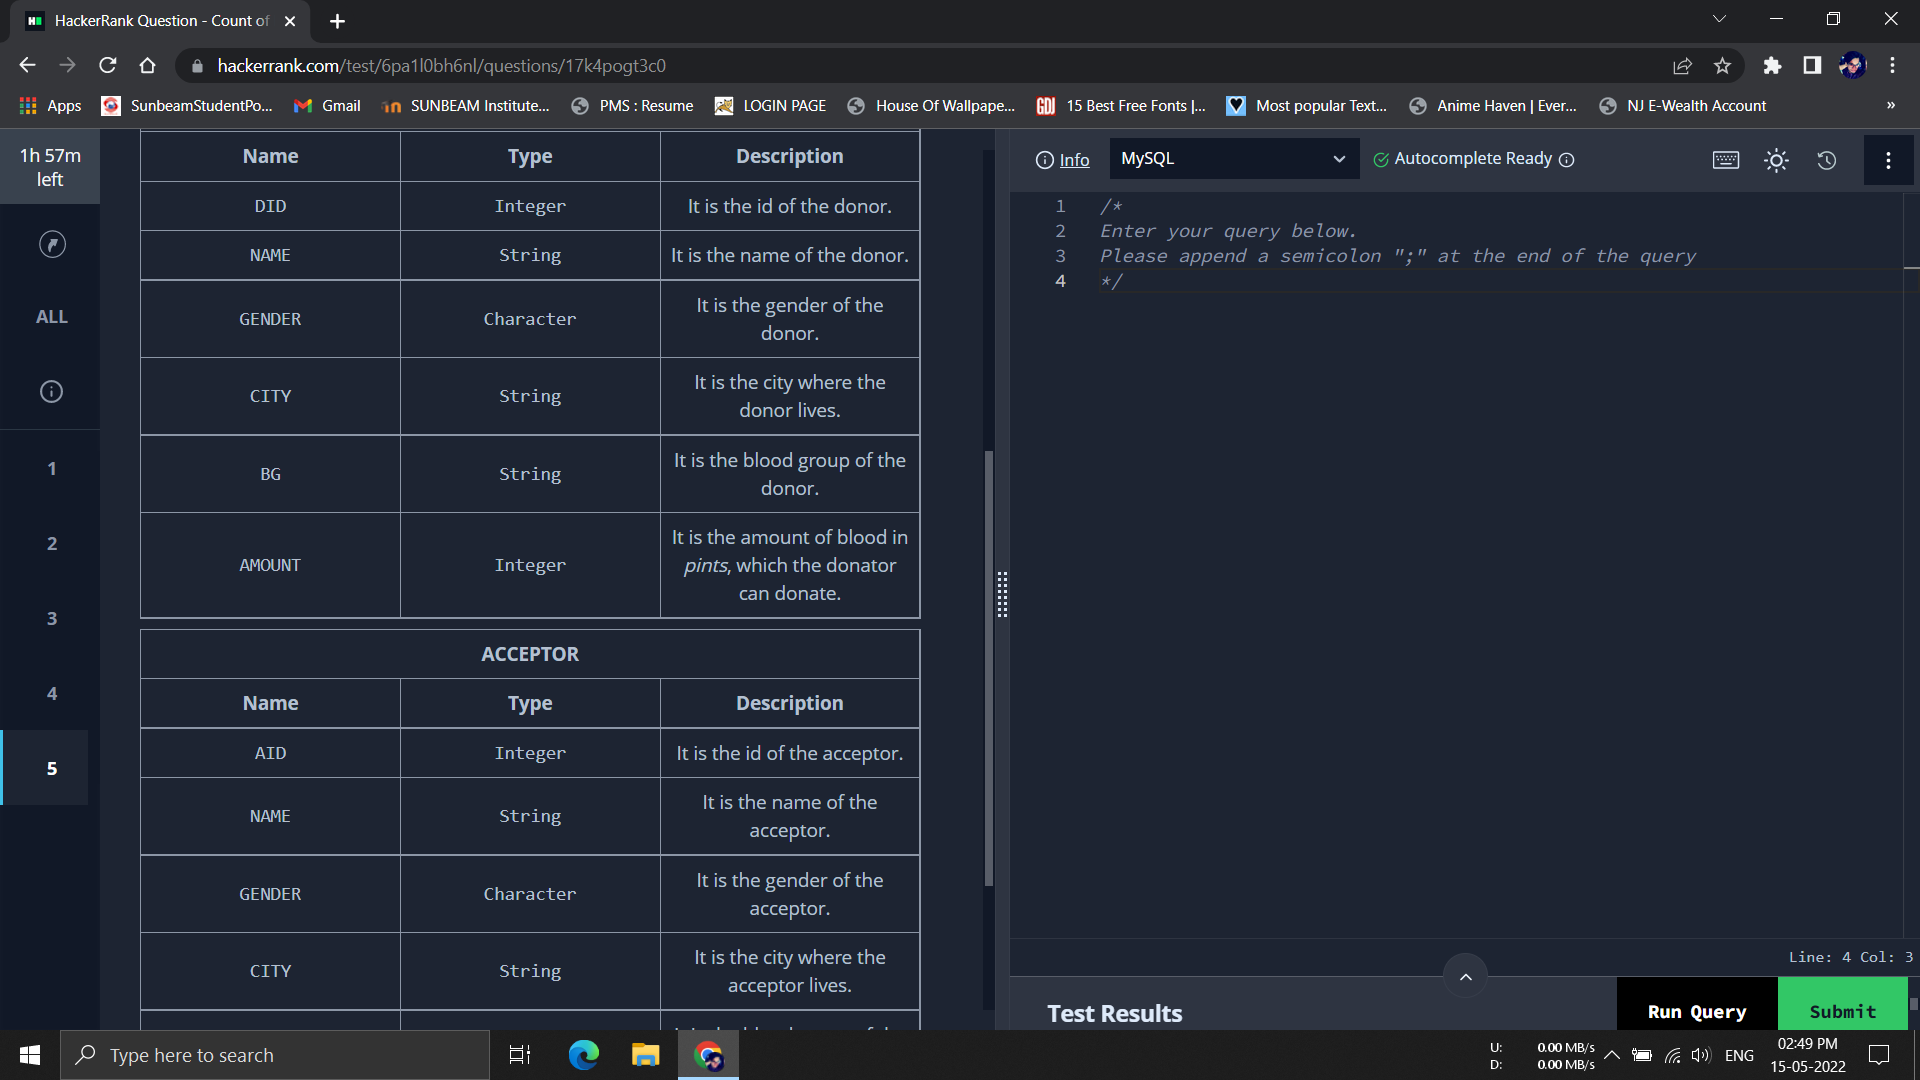 HackerRank Question - Count of
hackerrank.com/test/6pa1l0bh6nl/questions/17k4pogt3c0
Apps SunbeamStudentPo... Gmail SUNBEAM Institute... PMS : Resume LOGIN PAGE House Of Wallpape... GD! 15 Best Free Fonts |... Most popular Text... Anime Haven | Ever... NJ E-Wealth Account »
1h 57m
left
ALL
1
2
3
4
5
Name Type Description
DID Integer It is the id of the donor.
NAME String It is the name of the donor.
GENDER Character It is the gender of the
donor.
CITY String It is the city where the
donor lives.
BG String It is the blood group of the
donor.
AMOUNT Integer It is the amount of blood in
pints, which the donator
can donate.
ACCEPTOR
Name Type Description
AID Integer It is the id of the acceptor.
NAME String It is the name of the
acceptor.
GENDER Character It is the gender of the
acceptor.
CITY String It is the city where the
acceptor lives.
Info MySQL Autocomplete Ready
1 /*
2 Enter your query below.
3 Please append a semicolon ";" at the end of the query
4 */
Line: 4 Col: 3
Test Results Run Query Submit
Type here to search
U: 0.00 MB/s
D: 0.00 MB/s
ENG
02:49 PM
15-05-2022